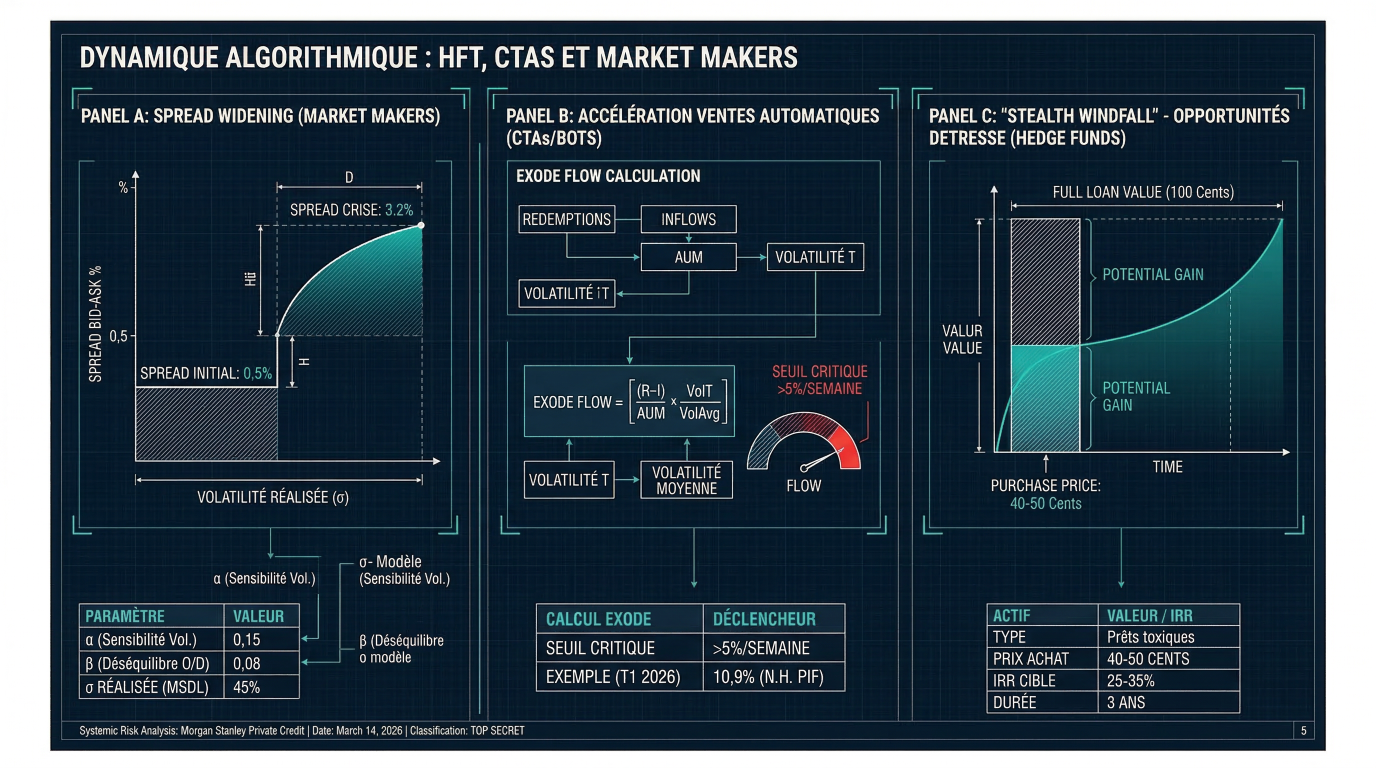 DYNAMIQUE ALGORITHMIQUE : HFT, CTAS ET MARKET MAKERS
PANEL A: SPREAD WIDENING (MARKET MAKERS)
%
D
SPREAD CRISE: 3.2%
Hii
SPREAD BID-ASK %
0,5
H
SPREAD INITIAL: 0,5%
VOLATILITÉ RÉALISÉE (σ)
α (Sensibilité Vol.)
σ- Modèle
(Sensibilité Vol.)
β (Déséquilibre
o modèle
PARAMÈTRE VALEUR
α (Sensibilité Vol.) 0,15
β (Déséquilibre O/D) 0,08
σ RÉALISÉE (MSDL) 45%
PANEL B: ACCÉLÉRATION VENTES AUTOMATIQUES
(CTAs/BOTS)
EXODE FLOW CALCULATION
REDEMPTIONS
INFLOWS
AUM
VOLATILITÉ T
VOLATILITÉ iT
EXODE FLOW = [(R–I)/AUM × VolT/VolAvg]
SEUIL CRITIQUE
>5%/SEMAINE
VOLATILITÉ T
VOLATILITÉ
MOYENNE
FLOW
CALCUL EXODE DÉCLENCHEUR
SEUIL CRITIQUE >5%/SEMAINE
EXEMPLE (T1 2026) 10,9% (N.H. PIF)
PANEL C: "STEALTH WINDFALL" - OPPORTUNITÉS
DETRESSE (HEDGE FUNDS)
FULL LOAN VALUE (100 Cents)
POTENTIAL GAIN
VALUR
VALUE
POTENTIAL
GAIN
TIME
PURCHASE PRICE:
40-50 Cents
ACTIF VALEUR / IRR
TYPE Prêts toxiques
PRIX ACHAT 40-50 CENTS
IRR CIBLE 25-35%
DURÉE 3 ANS
Systemic Risk Analysis: Morgan Stanley Private Credit | Date: March 14, 2026 | Classification: TOP SECRET
5